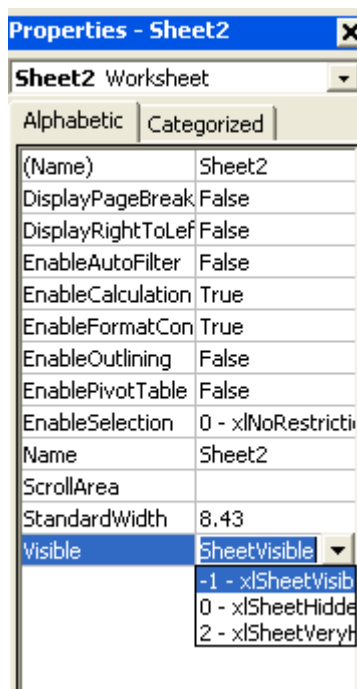 Properties - Sheet2
Sheet2 Worksheet
Alphabetic Categorized
(Name) Sheet2
DisplayPageBreak False
DisplayRightToLef False
EnableAutoFilter False
EnableCalculation True
EnableFormatCon True
EnableOutlining False
EnablePivotTable False
EnableSelection 0 - xlNoRestricti
Name Sheet2
ScrollArea
StandardWidth 8.43
Visible SheetVisible
-1 - xlSheetVisib
0 - xlSheetHidde
2 - xlSheetVeryH